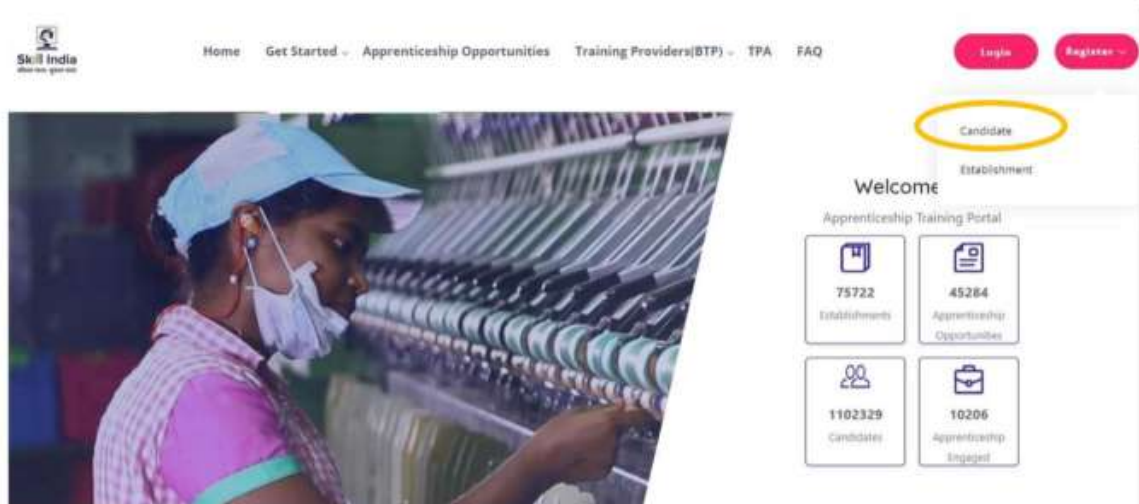 Skill India
Home Get Started Apprenticeship Opportunities Training Providers(BTP) TPA FAQ
Login
Register
Candidate
Establishment
Welcome
Apprenticeship Training Portal
75722
Establishments
45284
Apprenticeship
Opportunities
1102329
Candidates
10206
Apprenticeship
Engaged